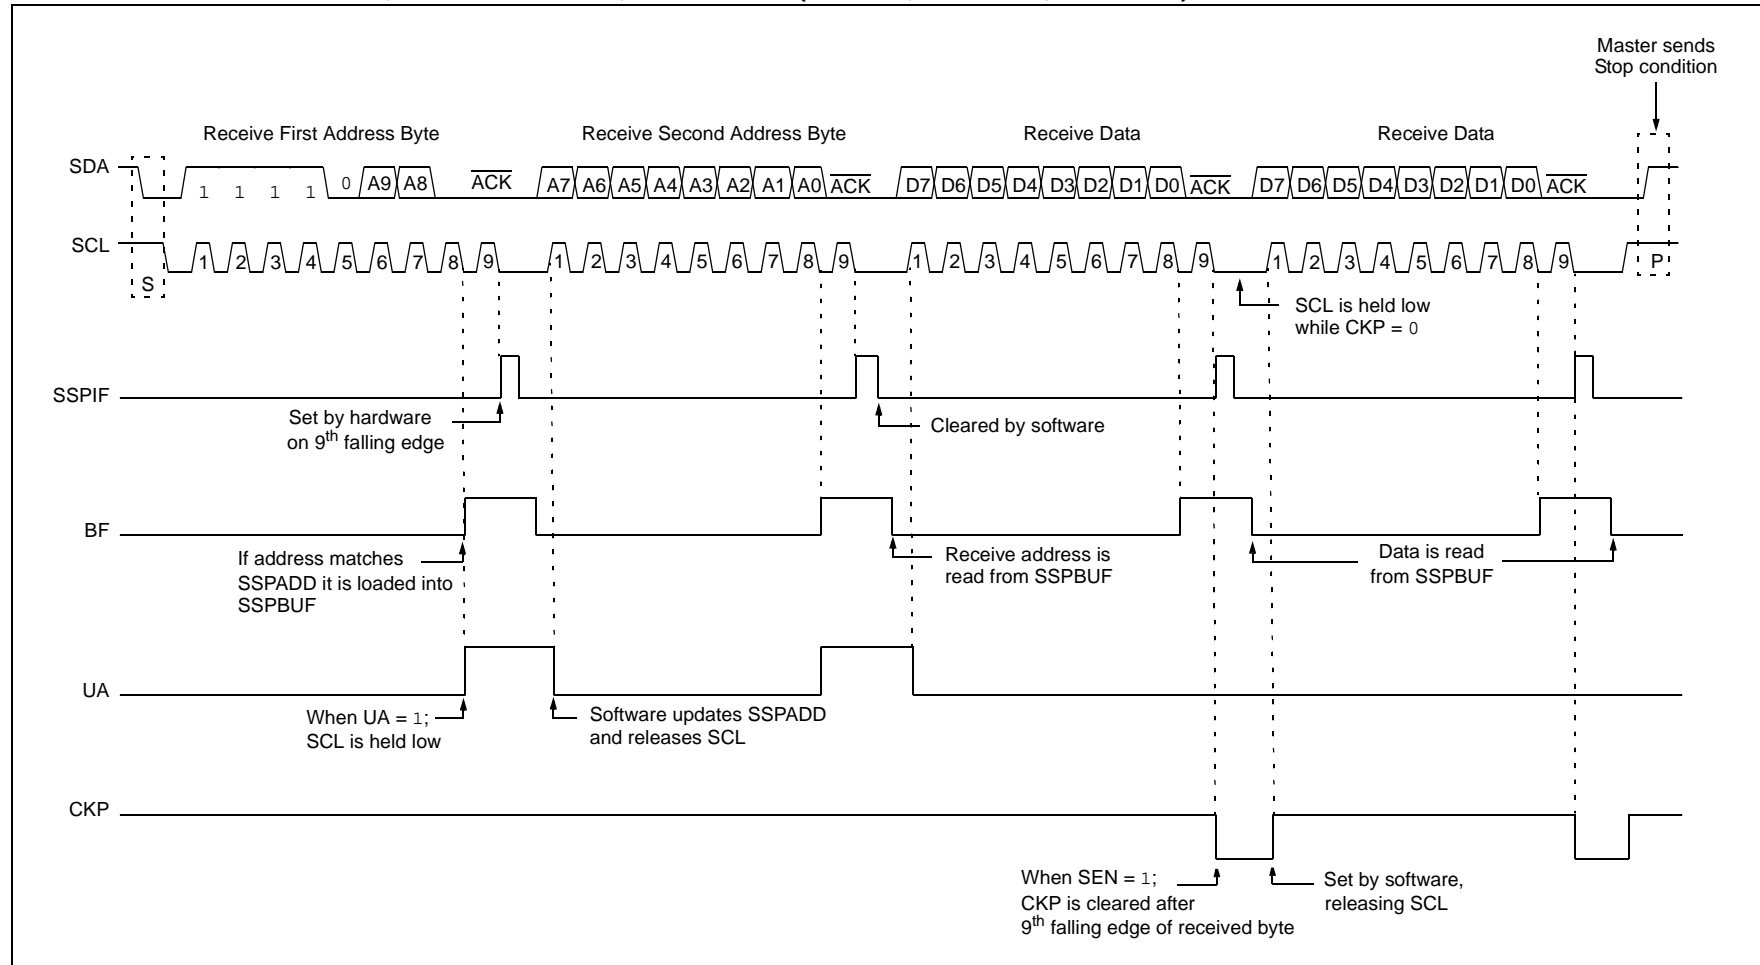 Master sends
Stop condition
Receive First Address Byte
Receive Second Address Byte
Receive Data
Receive Data
SDA
1 1 1 1 0 A9 A8 ACK A7 A6 A5 A4 A3 A2 A1 A0 ACK D7 D6 D5 D4 D3 D2 D1 D0 ACK D7 D6 D5 D4 D3 D2 D1 D0 ACK
SCL
S 1 2 3 4 5 6 7 8 9 1 2 3 4 5 6 7 8 9 1 2 3 4 5 6 7 8 9 1 2 3 4 5 6 7 8 9 P
SCL is held low
while CKP = 0
SSPIF
Set by hardware
on 9th falling edge
Cleared by software
BF
If address matches
SSPADD it is loaded into
SSPBUF
Receive address is
read from SSPBUF
Data is read
from SSPBUF
UA
When UA = 1;
SCL is held low
Software updates SSPADD
and releases SCL
CKP
When SEN = 1;
CKP is cleared after
9th falling edge of received byte
Set by software,
releasing SCL